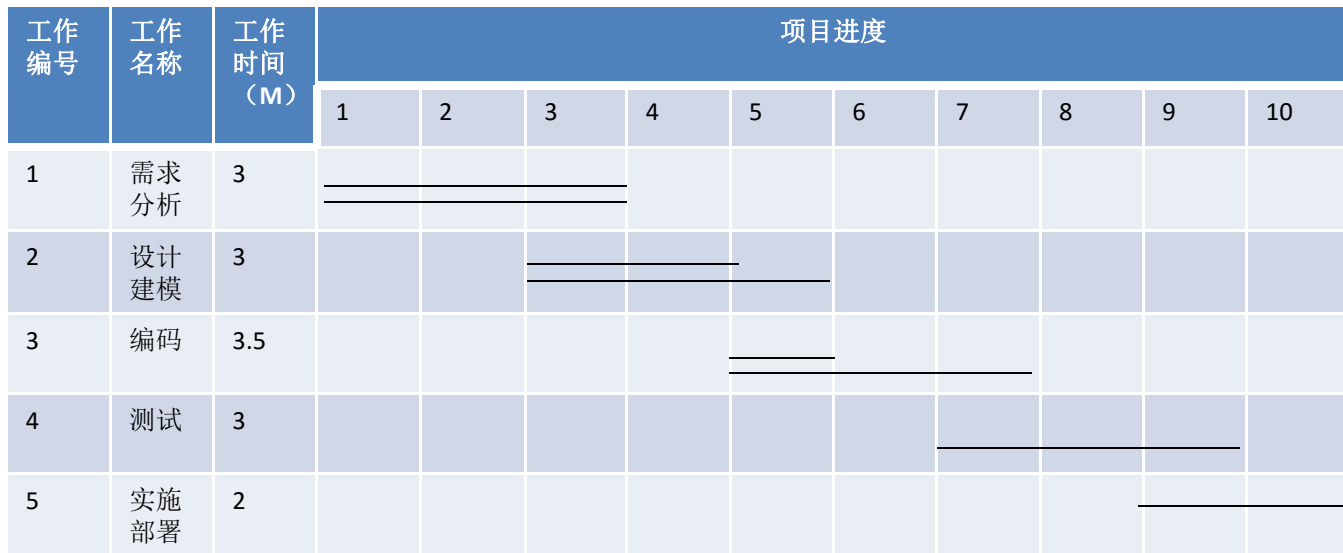 工作编号 工作名称 工作时间（M） 项目进度
1 2 3 4 5 6 7 8 9 10
1 需求分析 3
2 设计建模 3
3 编码 3.5
4 测试 3
5 实施部署 2